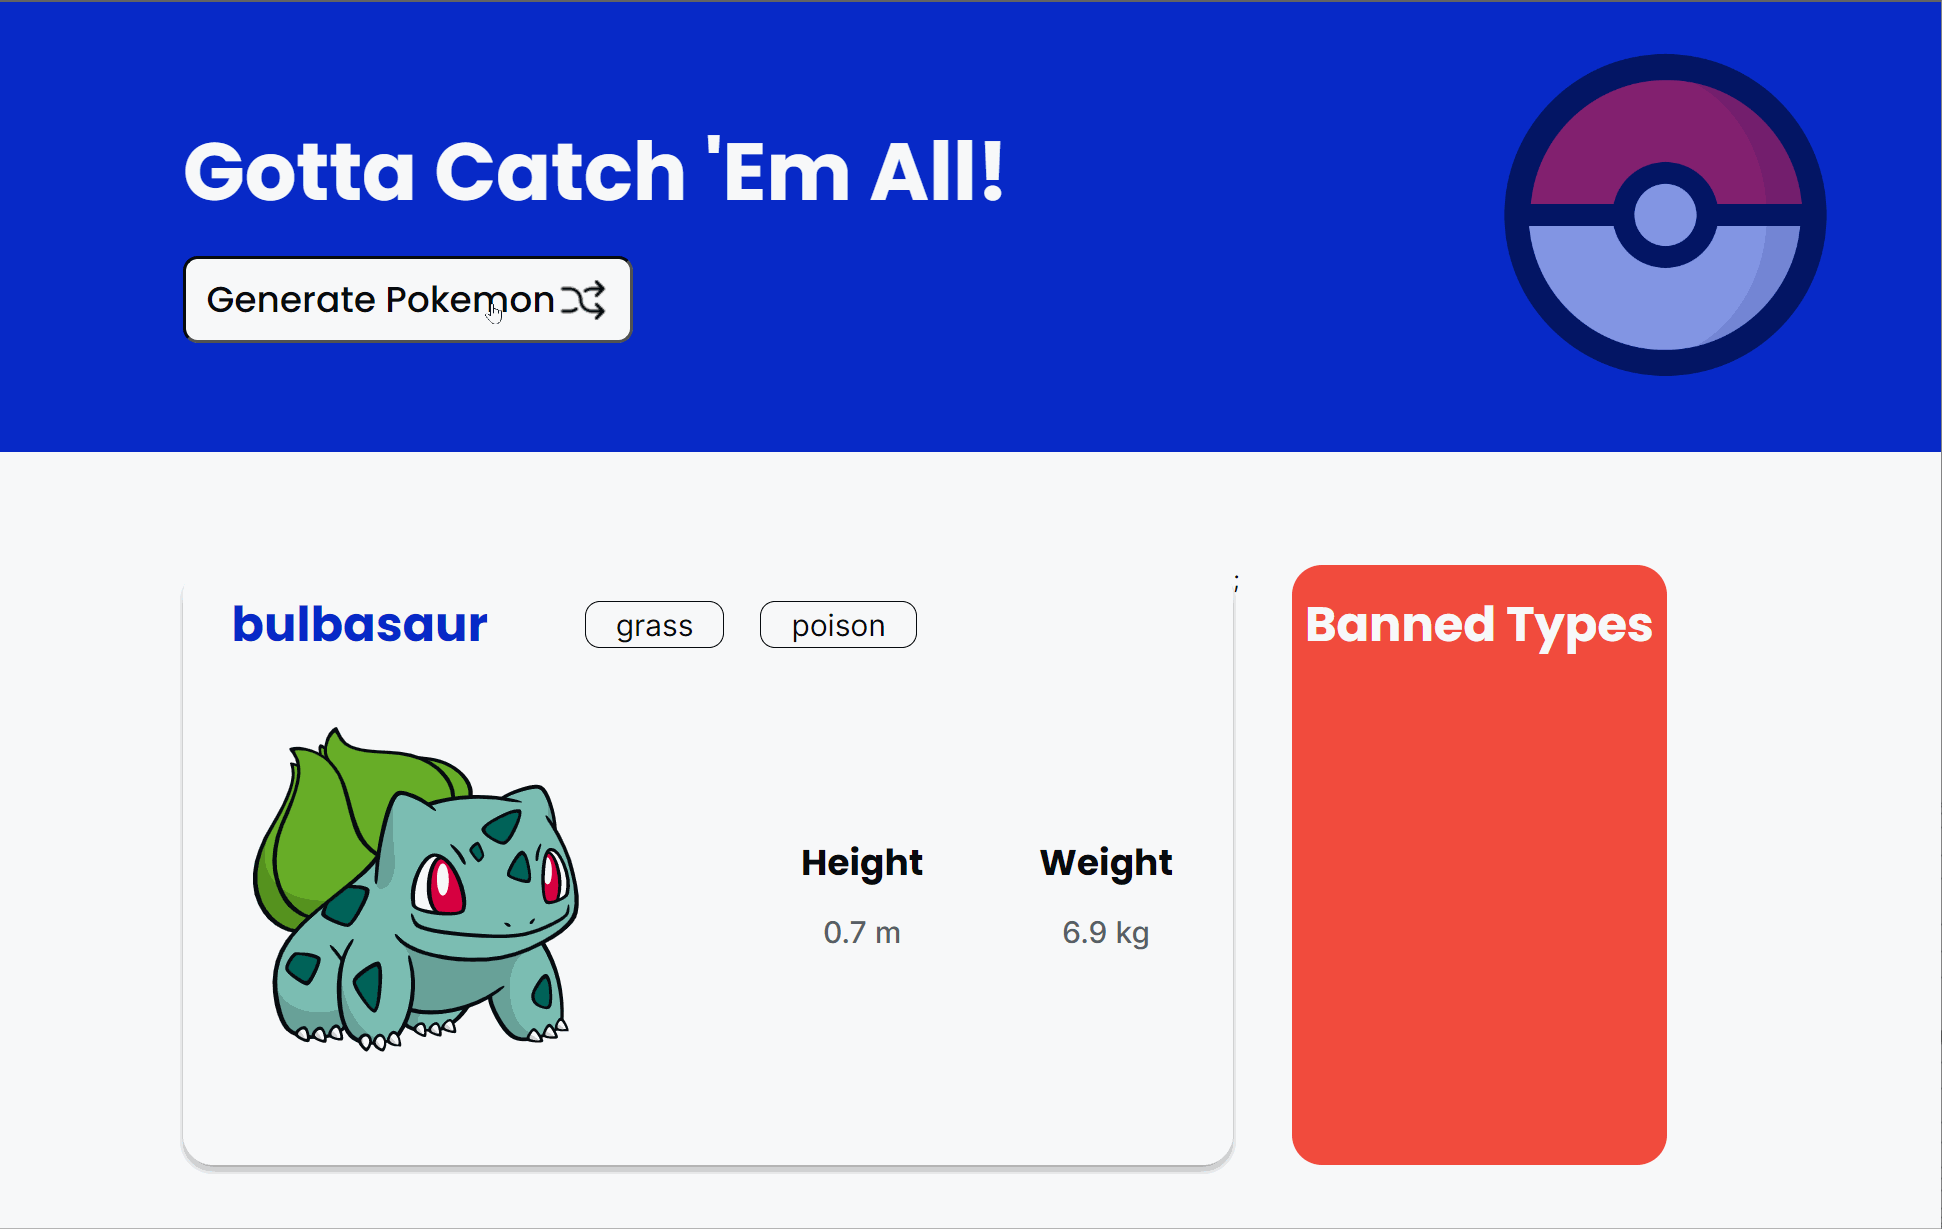 Gotta Catch 'Em All!
Generate Pokemon
bulbasaur
grass
poison
;
Banned Types
Height
Weight
0.7 m
6.9 kg